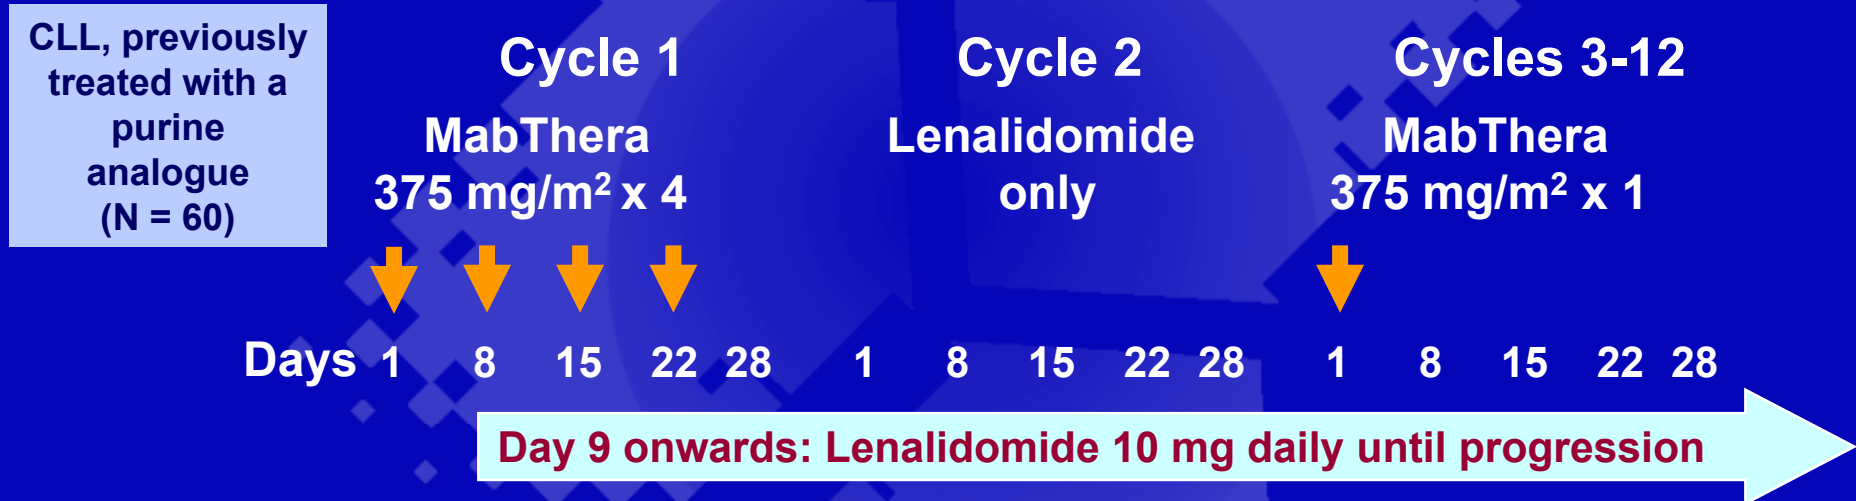 CLL, previously
treated with a
purine
analogue
(N = 60)
Cycle 1
MabThera
375 mg/m² x 4
Cycle 2
Lenalidomide
only
Cycles 3-12
MabThera
375 mg/m² x 1
Days 1 8 15 22 28 1 8 15 22 28 1 8 15 22 28
Day 9 onwards: Lenalidomide 10 mg daily until progression